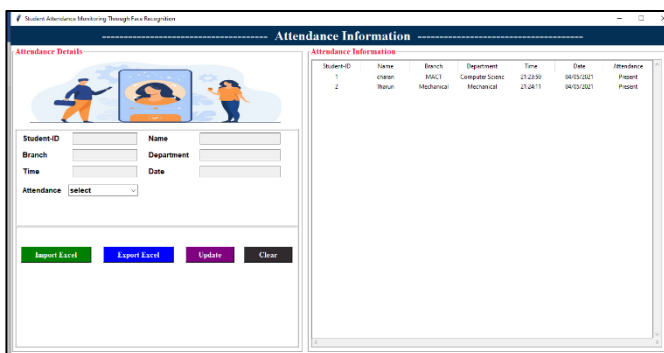 Student Attendance Monitoring Through Face Recognition
-------------------------------------- Attendance Information --------------------------------------
Attendance Details
Student-ID Name
Branch Department
Time Date
Attendance select
Import Excel Export Excel Update Clear
Attendance Information
Student-ID Name Branch Department Time Date Attendance
1 charan MACT Computer Scienc 21:23:50 04/05/2021 Present
2 Tharun Mechanical Mechanical 21:24:11 04/05/2021 Present